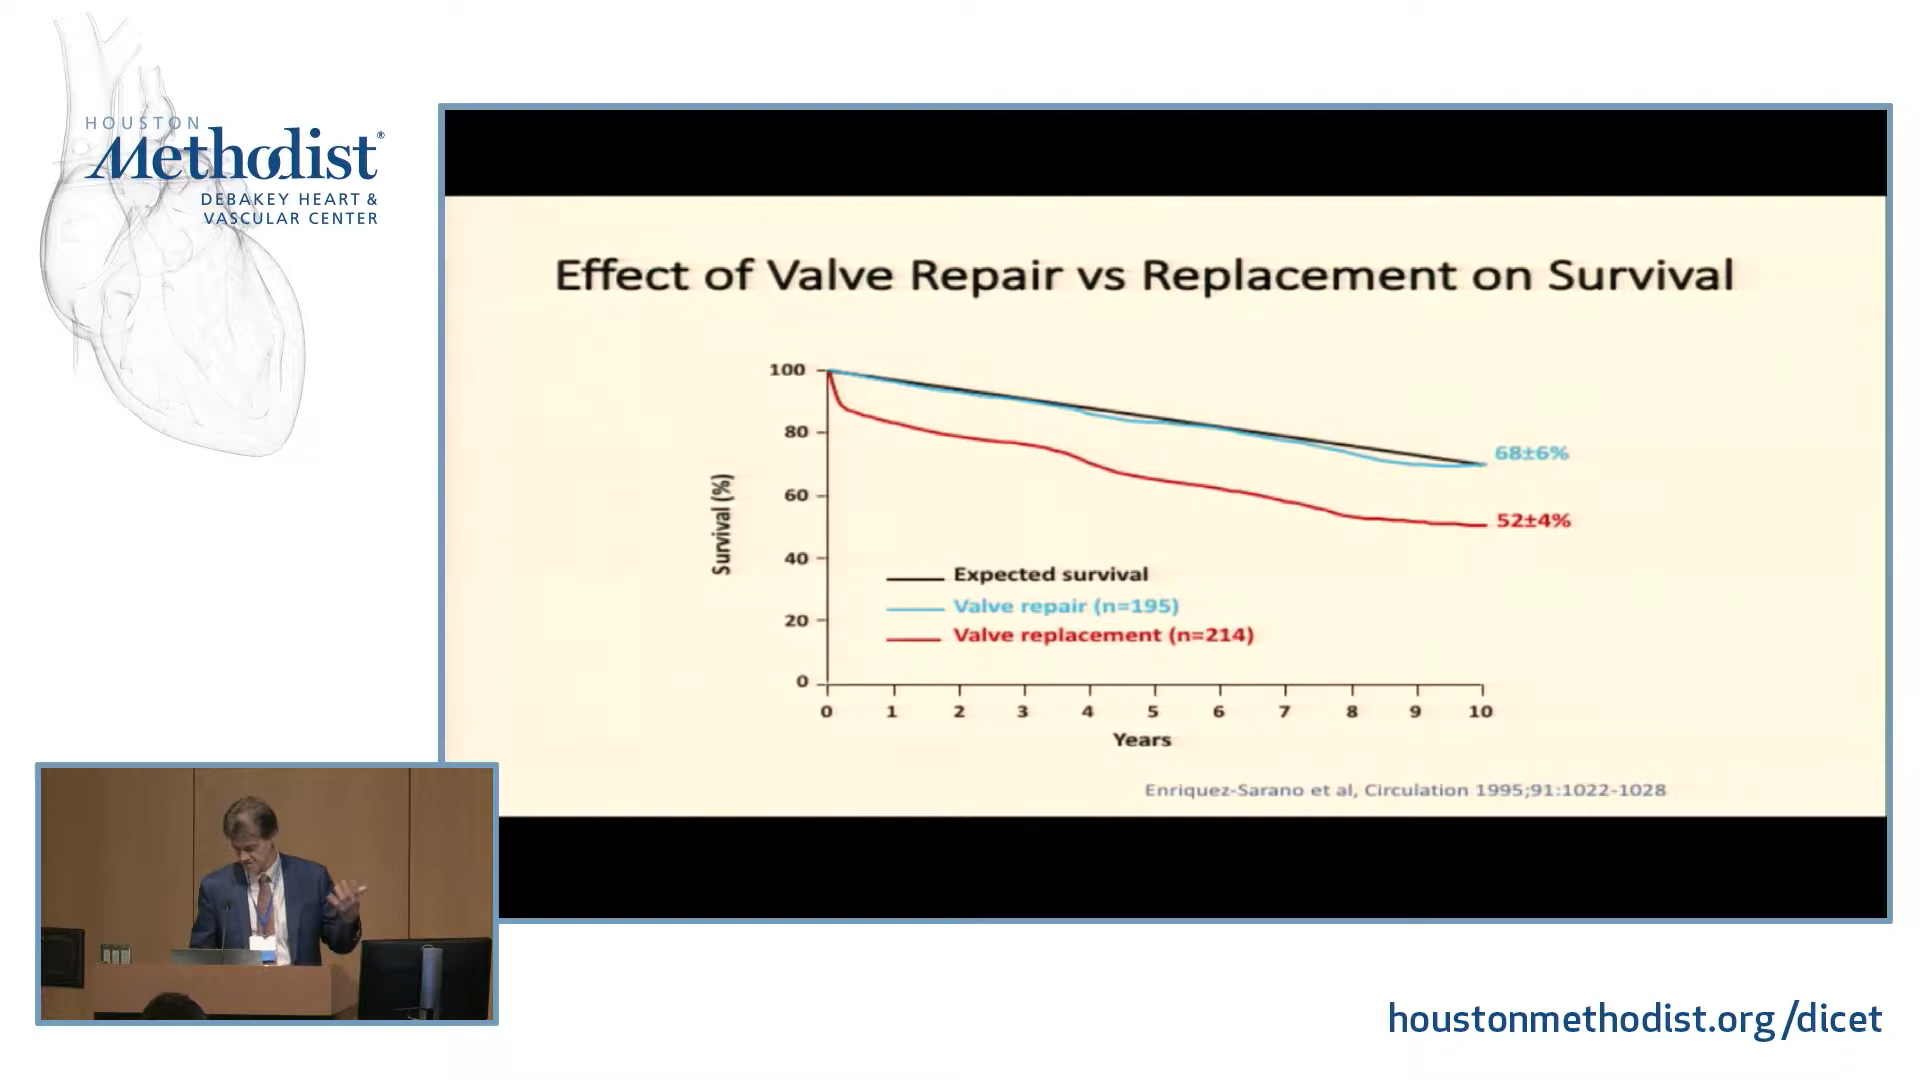 HOUSTON
Methodist®
DEBAKEY HEART &
VASCULAR CENTER
Effect of Valve Repair vs Replacement on Survival
100
80
60
40
20
0
Survival (%)
68±6%
52±4%
Expected survival
Valve repair (n=195)
Valve replacement (n=214)
0 1 2 3 4 5 6 7 8 9 10
Years
Enriquez-Sarano et al, Circulation 1995;91:1022-1028
houstonmethodist.org/dicet